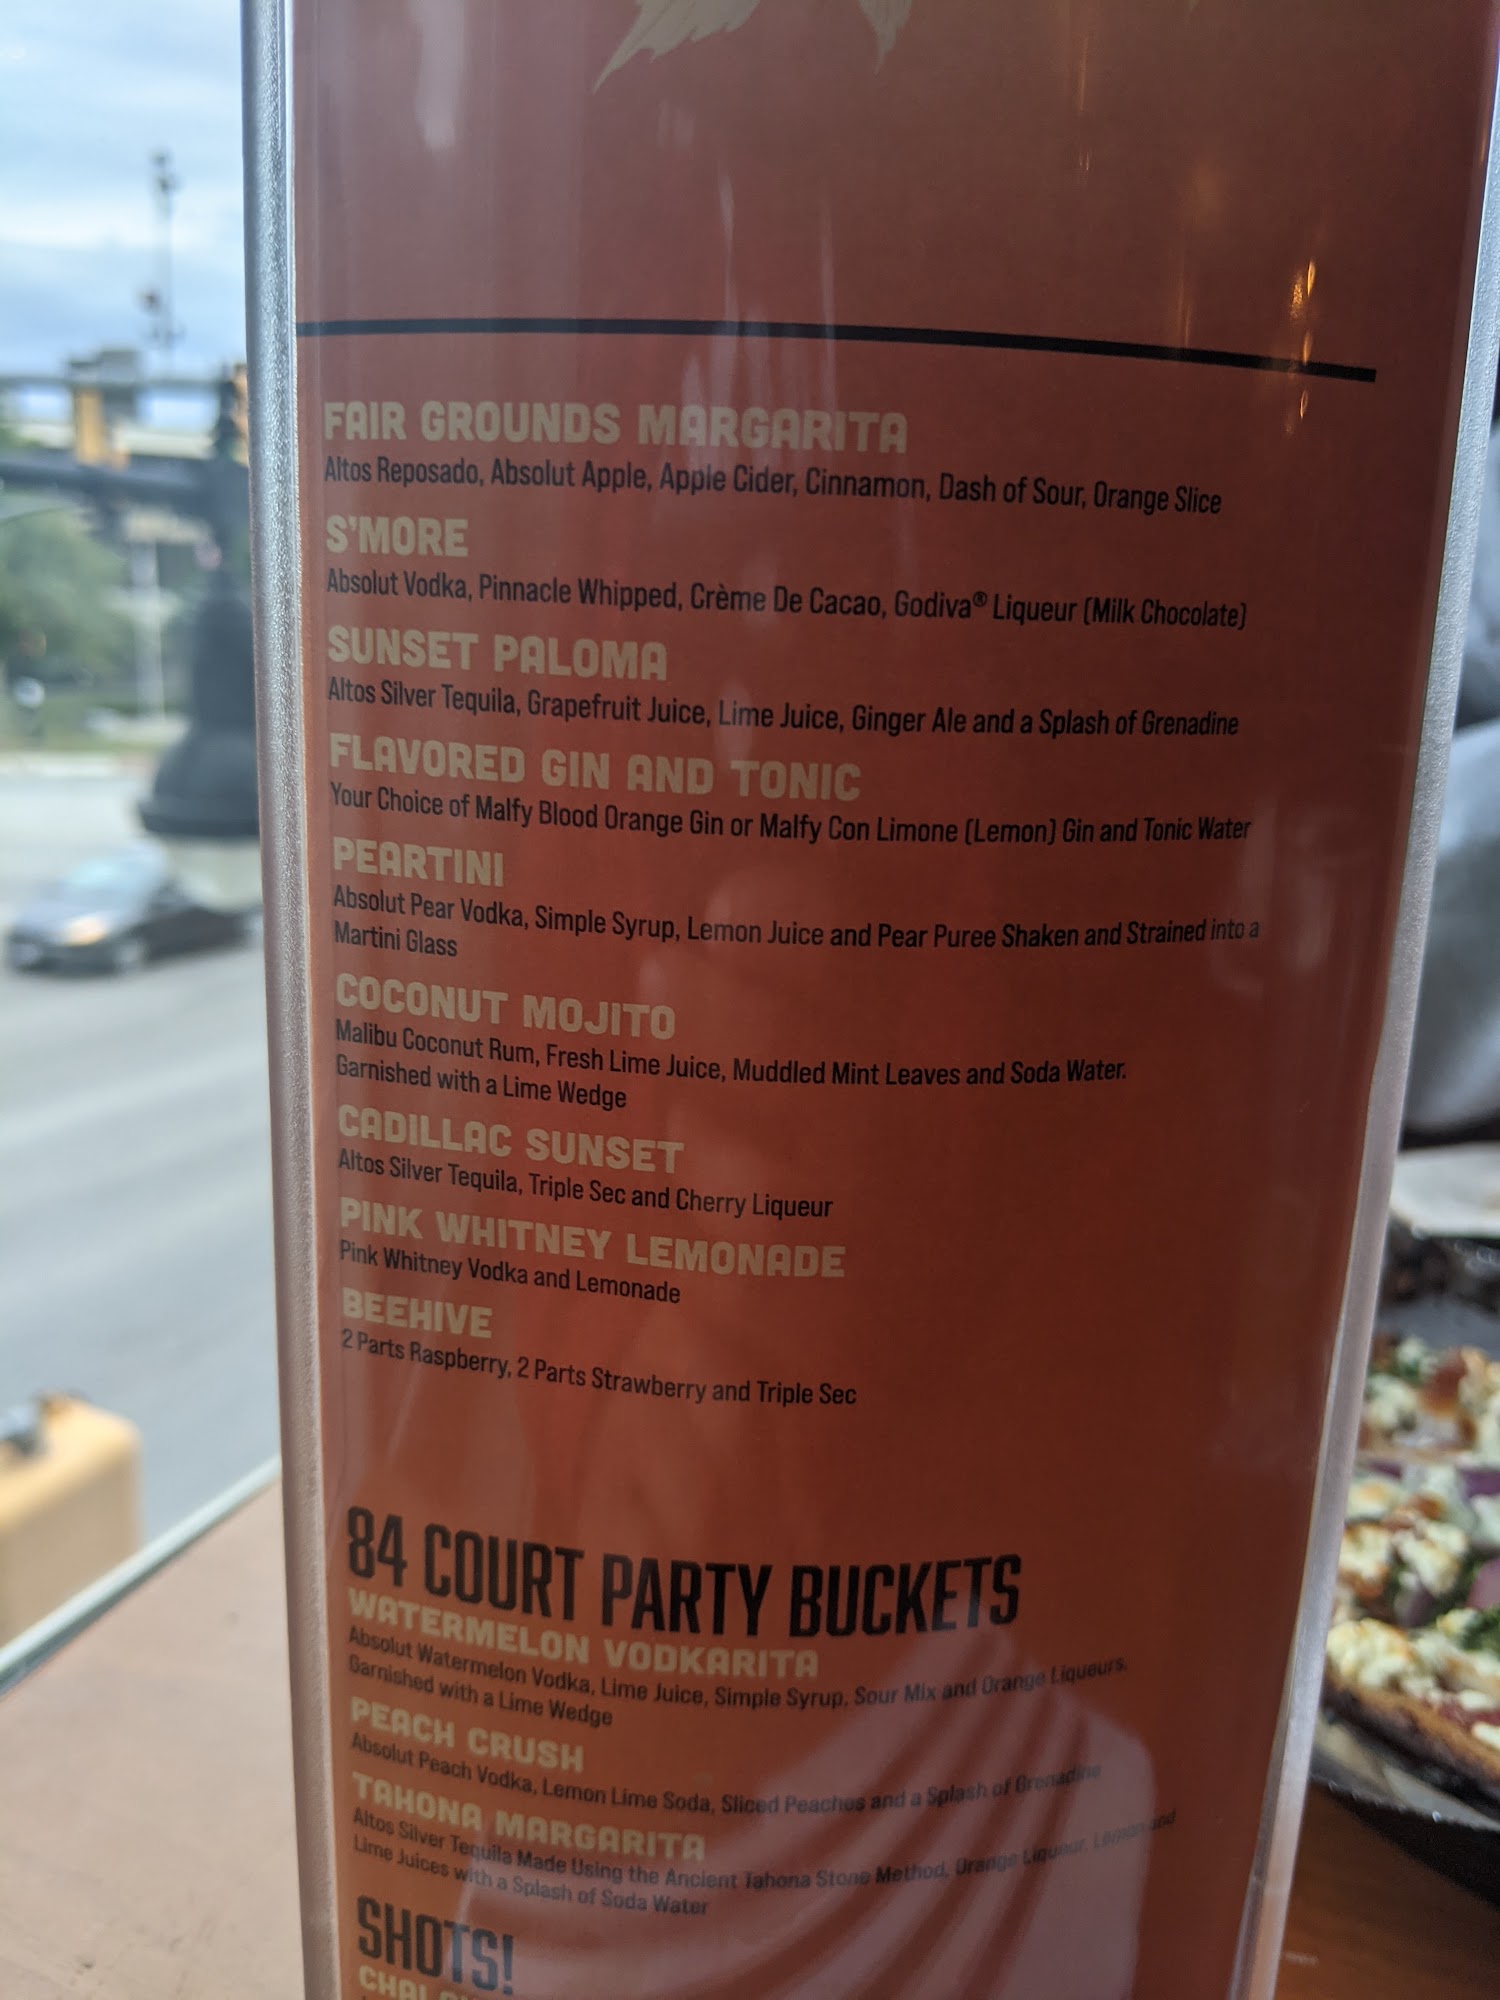 FAIR GROUNDS MARGARITA
Altos Reposado, Absolut Apple, Apple Cider, Cinnamon, Dash of Sour, Orange Slice
S'MORE
Absolut Vodka, Pinnacle Whipped, Crème De Cacao, Godiva® Liqueur (Milk Chocolate)
SUNSET PALOMA
Altos Silver Tequila, Grapefruit Juice, Lime Juice, Ginger Ale and a Splash of Grenadine
FLAVORED GIN AND TONIC
Your Choice of Malfy Blood Orange Gin or Malfy Con Limone (Lemon) Gin and Tonic Water
PEARTINI
Absolut Pear Vodka, Simple Syrup, Lemon Juice and Pear Puree Shaken and Strained into a
Martini Glass
COCONUT MOJITO
Malibu Coconut Rum, Fresh Lime Juice, Muddled Mint Leaves and Soda Water.
Garnished with a Lime Wedge
CADILLAC SUNSET
Altos Silver Tequila, Triple Sec and Cherry Liqueur
PINK WHITNEY LEMONADE
Pink Whitney Vodka and Lemonade
BEEHIVE
2 Parts Raspberry, 2 Parts Strawberry and Triple Sec
84 COURT PARTY BUCKETS
WATERMELON VODKARITA
Absolut Watermelon Vodka, Lime Juice, Simple Syrup, Sour Mix and Orange Liqueurs.
Garnished with a Lime Wedge
PEACH CRUSH
Absolut Peach Vodka, Lemon Lime Soda, Sliced Peaches and a Splash of Grenadine
TAHONA MARGARITA
Altos Silver Tequila Made Using the Ancient Tahona Stone Method, Orange Liqueur, Lemon and
Lime Juices with a Splash of Soda Water
SHOTS!